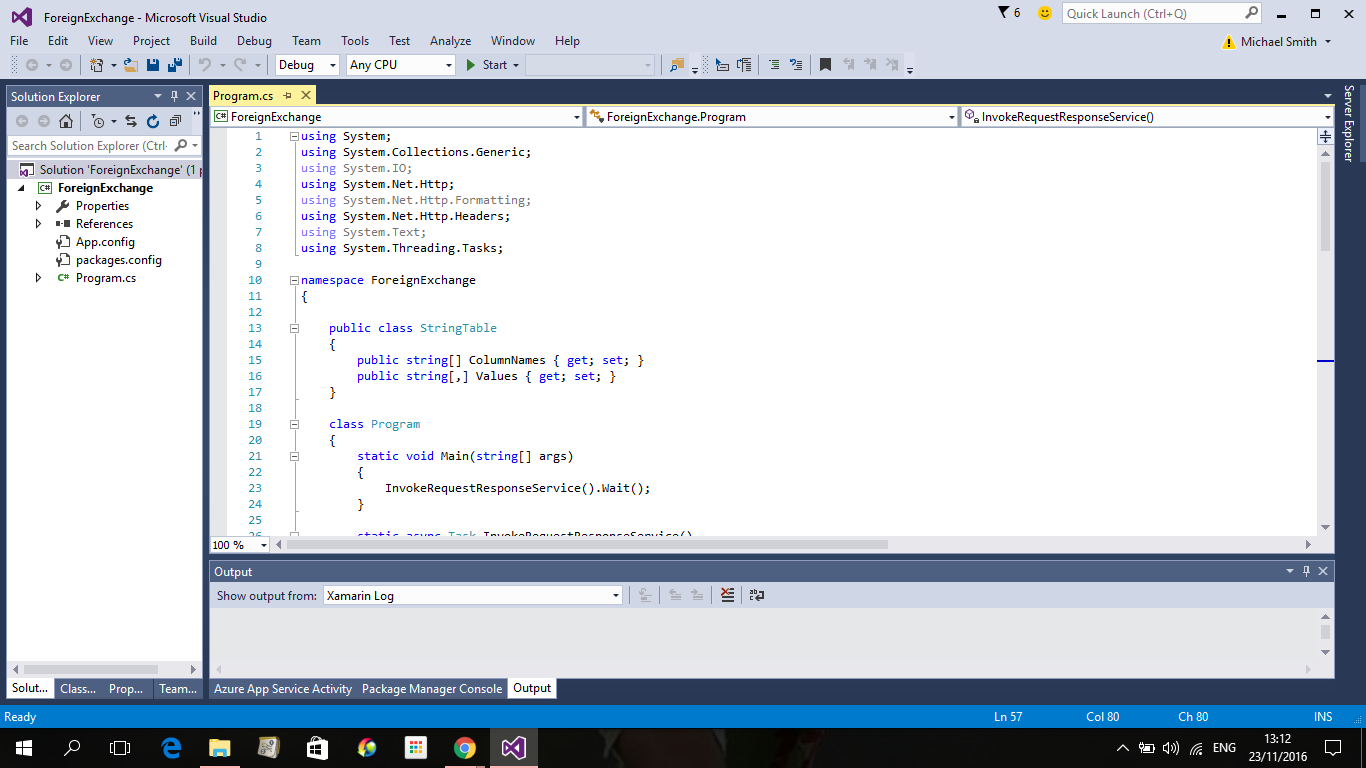 ForeignExchange - Microsoft Visual Studio
6
Quick Launch (Ctrl+Q)
File Edit View Project Build Debug Team Tools Test Analyze Window Help
Michael Smith
Debug Any CPU Start
Solution Explorer
Search Solution Explorer (Ctrl·
Solution 'ForeignExchange' (1 p
ForeignExchange
Properties
References
App.config
packages.config
C# Program.cs
Program.cs
C# ForeignExchange ForeignExchange.Program InvokeRequestResponseService()
1 using System;
2 using System.Collections.Generic;
3 using System.IO;
4 using System.Net.Http;
5 using System.Net.Http.Formatting;
6 using System.Net.Http.Headers;
7 using System.Text;
8 using System.Threading.Tasks;
9
10 namespace ForeignExchange
11 {
12
13 public class StringTable
14 {
15 public string[] ColumnNames { get; set; }
16 public string[,] Values { get; set; }
17 }
18
19 class Program
20 {
21 static void Main(string[] args)
22 {
23 InvokeRequestResponseService().Wait();
24 }
25
26 static async Task InvokeRequestResponseService()
100 %
Server Explorer
Output
Show output from: Xamarin Log
Solut... Class... Prop... Team...
Azure App Service Activity Package Manager Console Output
Ready Ln 57 Col 80 Ch 80 INS
ENG
13:12
23/11/2016